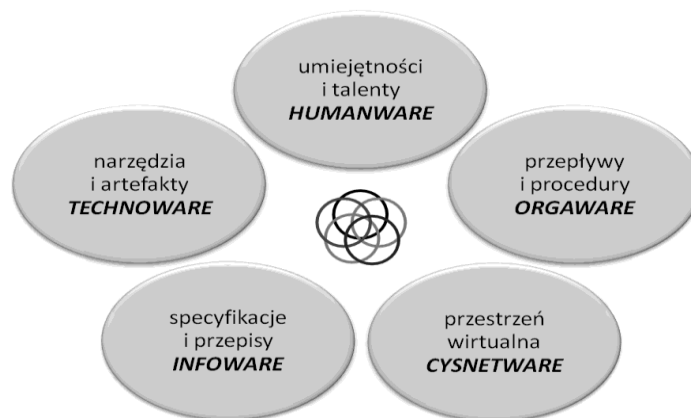 umiejętności
i talenty
HUMANWARE
narzędzia
i artefakty
TECHNOWARE
przepływy
i procedury
ORGAWARE
specyfikacje
i przepisy
INFOWARE
przestrzeń
wirtualna
CYSNETWARE